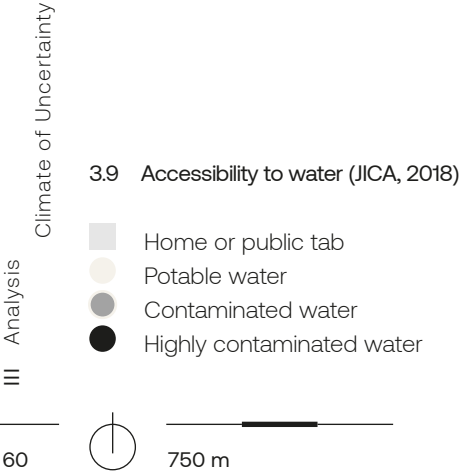 Climate of Uncertainty
III Analysis
3.9 Accessibility to water (JICA, 2018)
Home or public tab
Potable water
Contaminated water
Highly contaminated water
60
750 m